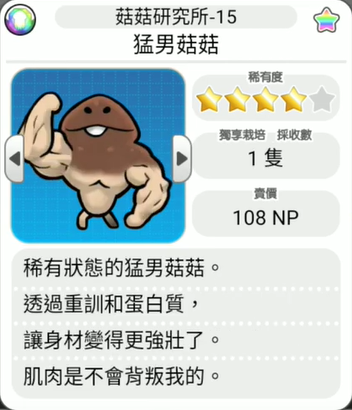 菇菇研究所-15
猛男菇菇
稀有度
獨享栽培 採收數
1 隻
賣價
108 NP
稀有狀態的猛男菇菇。
透過重訓和蛋白質，
讓身材變得更強壯了。
肌肉是不會背叛我的。